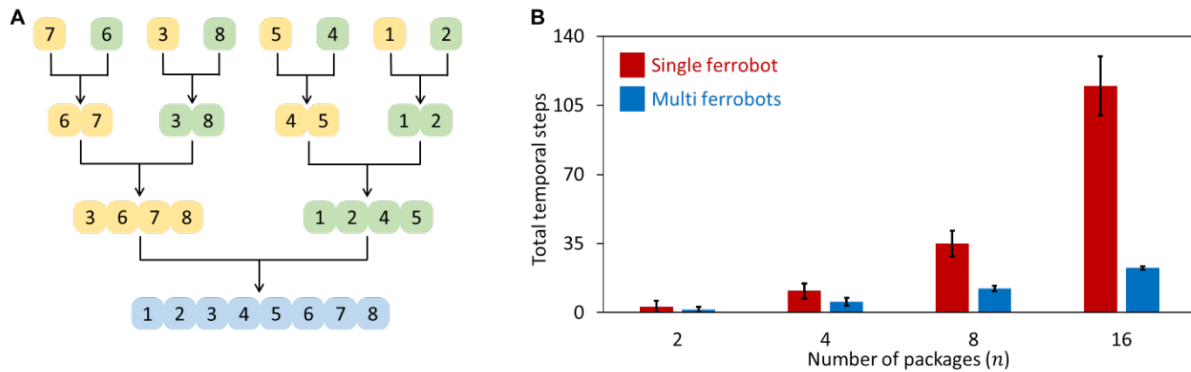 A
7 6 3 8 5 4 1 2
6 7 3 8 4 5 1 2
3 6 7 8 1 2 4 5
1 2 3 4 5 6 7 8
B
Total temporal steps
140
105
70
35
0
Single ferrobot
Multi ferrobots
2 4 8 16
Number of packages (n)